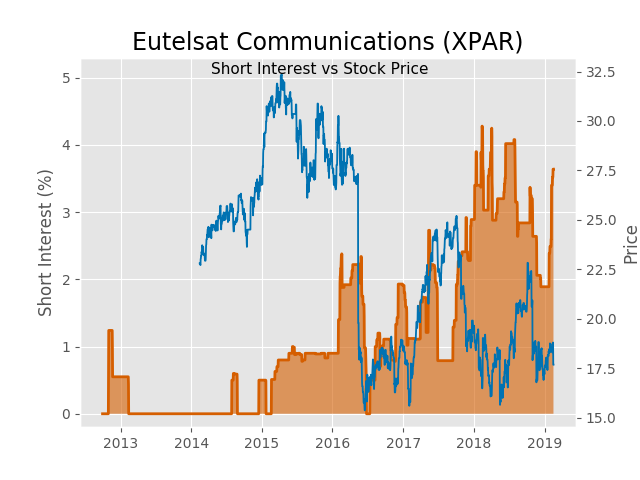 Eutelsat Communications (XPAR)
Short Interest vs Stock Price
Short Interest (%)
5
4
3
2
1
0
32.5
30.0
27.5
25.0
22.5
20.0
17.5
15.0
Price
2013 2014 2015 2016 2017 2018 2019